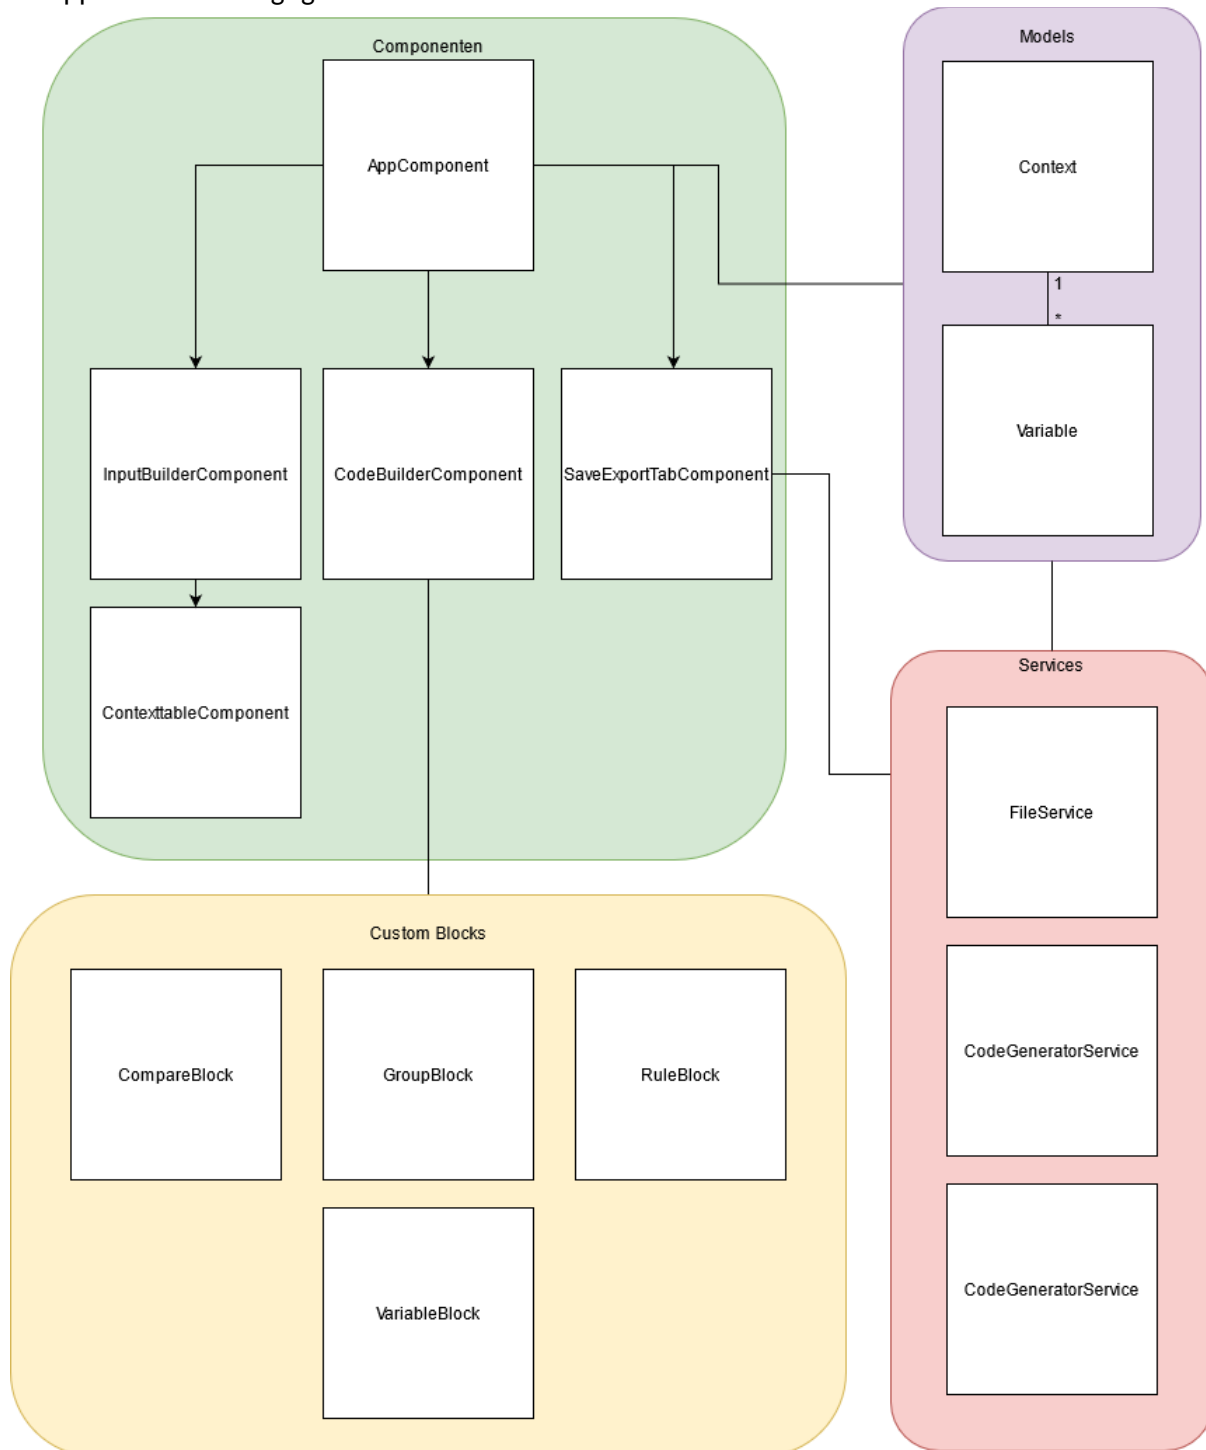 Componenten
AppComponent
InputBuilderComponent
CodeBuilderComponent
SaveExportTabComponent
ContexttableComponent
Models
Context
1
*
Variable
Services
FileService
CodeGeneratorService
CodeGeneratorService
Custom Blocks
CompareBlock
GroupBlock
RuleBlock
VariableBlock